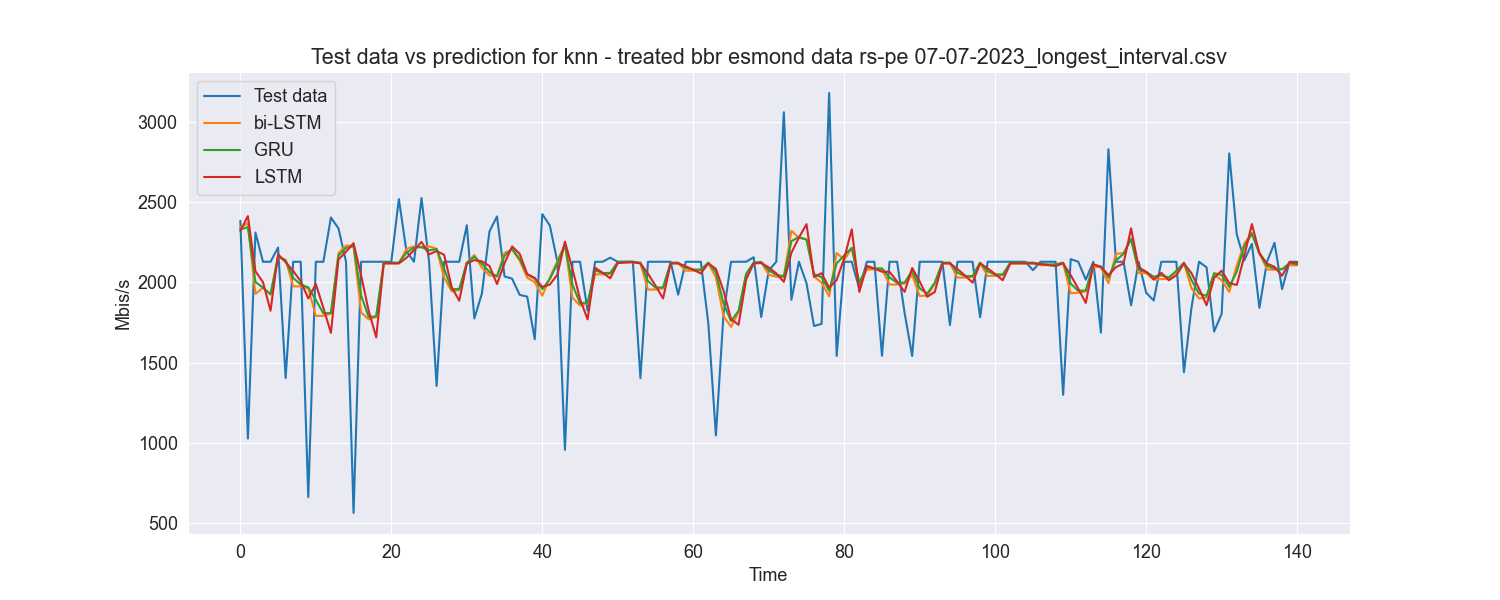 Test data vs prediction for knn - treated bbr esmond data rs-pe 07-07-2023_longest_interval.csv
Test data
bi-LSTM
GRU
LSTM
Mbis/s
3000
2500
2000
1500
1000
500
0 20 40 60 80 100 120 140
Time